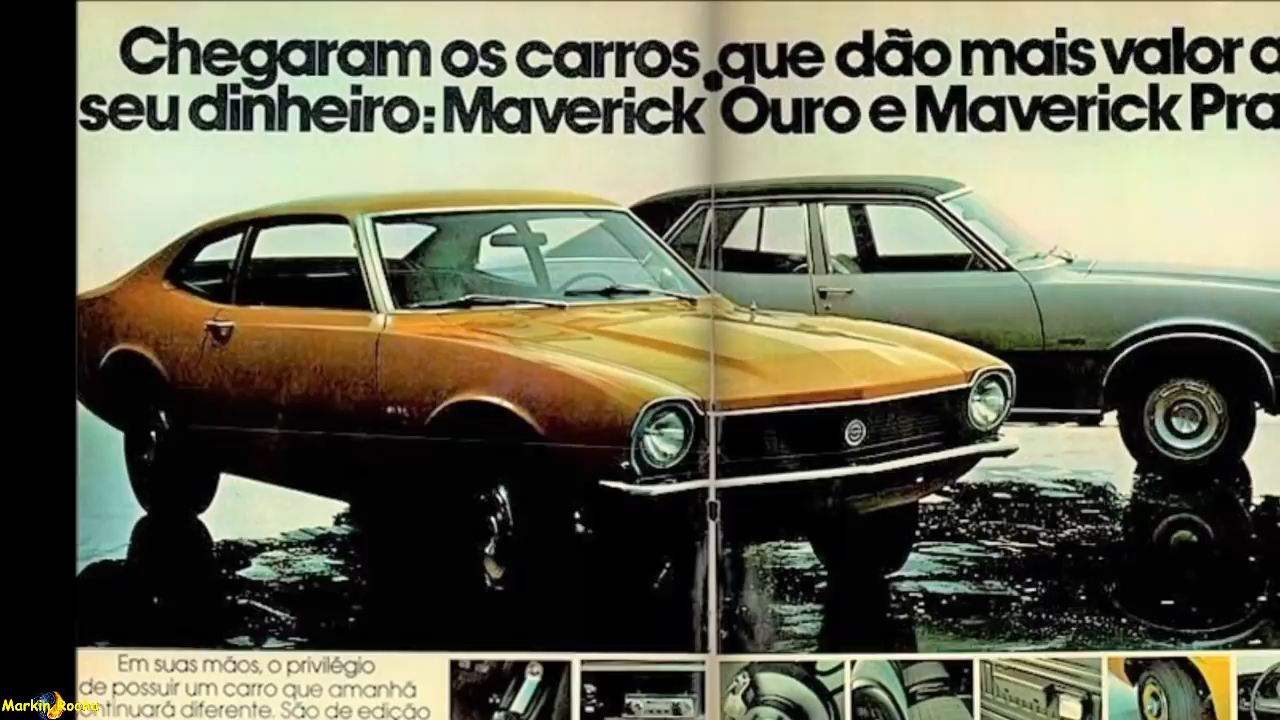 Chegaram os carros que dão mais valor a
seu dinheiro: Maverick Ouro e Maverick Pra
Em suas mãos, o privilégio
de possuir um carro que amanhã
continuará diferente. São de edição
Markin Rocha